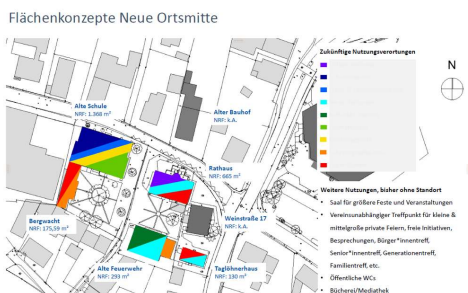 Flächenkonzepte Neue Ortsmitte
Zukünftige Nutzungsverortungen
N
Alte Schule
NRF: 1.368 m²
Alter Bauhof
NRF: k.A.
Rathaus
NRF: 665 m²
Weitere Nutzungen, bisher ohne Standort
• Saal für größere Feste und Veranstaltungen
• Vereinsunabhängiger Treffpunkt für kleine &
mittelgroße private Feiern, freie Initiativen,
Besprechungen, Bürger*innentreff,
Senior*innentreff, Generationentreff,
Familientreff, etc.
• Öffentliche WCs
• Bücherei/Mediathek
Bergwacht
NRF: 175,59 m²
Weinstraße 17
NRF: k.A.
Alte Feuerwehr
NRF: 293 m²
Taglöhnerhaus
NRF: 130 m²